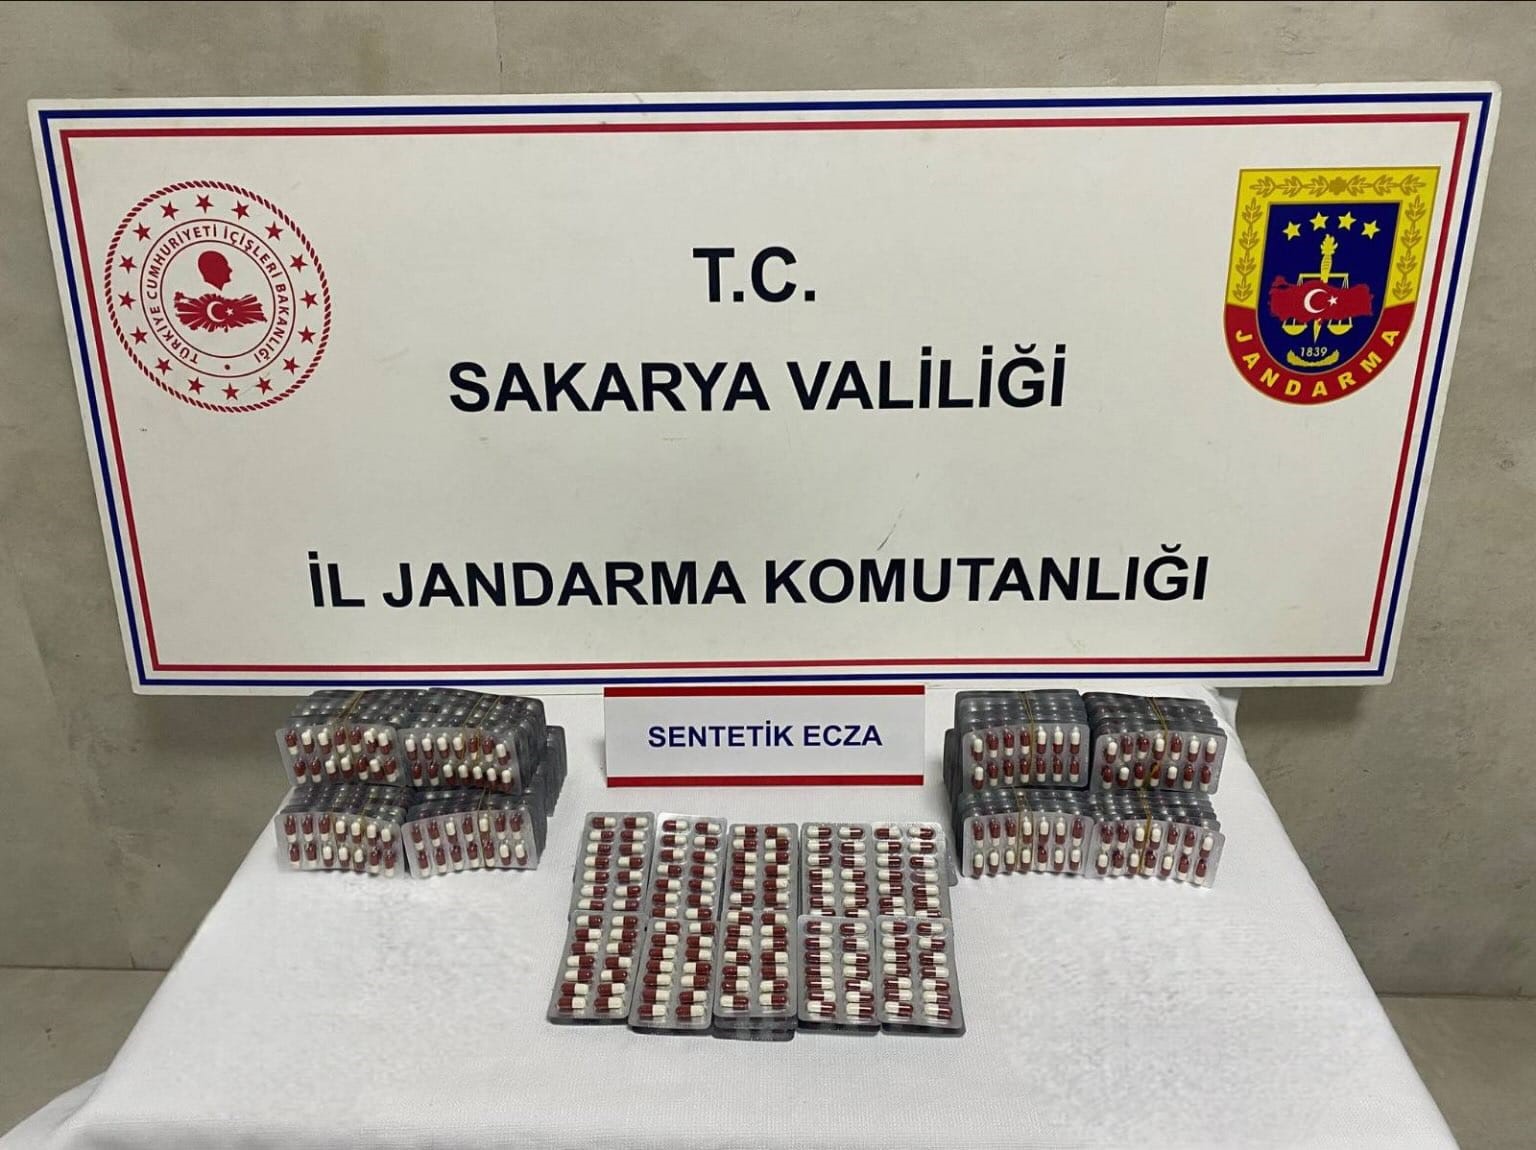 TÜRKİYE CUMHURİYETİ İÇİŞLERİ BAKANLIĞI
T.C.
SAKARYA VALİLİĞİ
İL JANDARMA KOMUTANLIĞI
1839
JANDARMA
SENTETİK ECZA